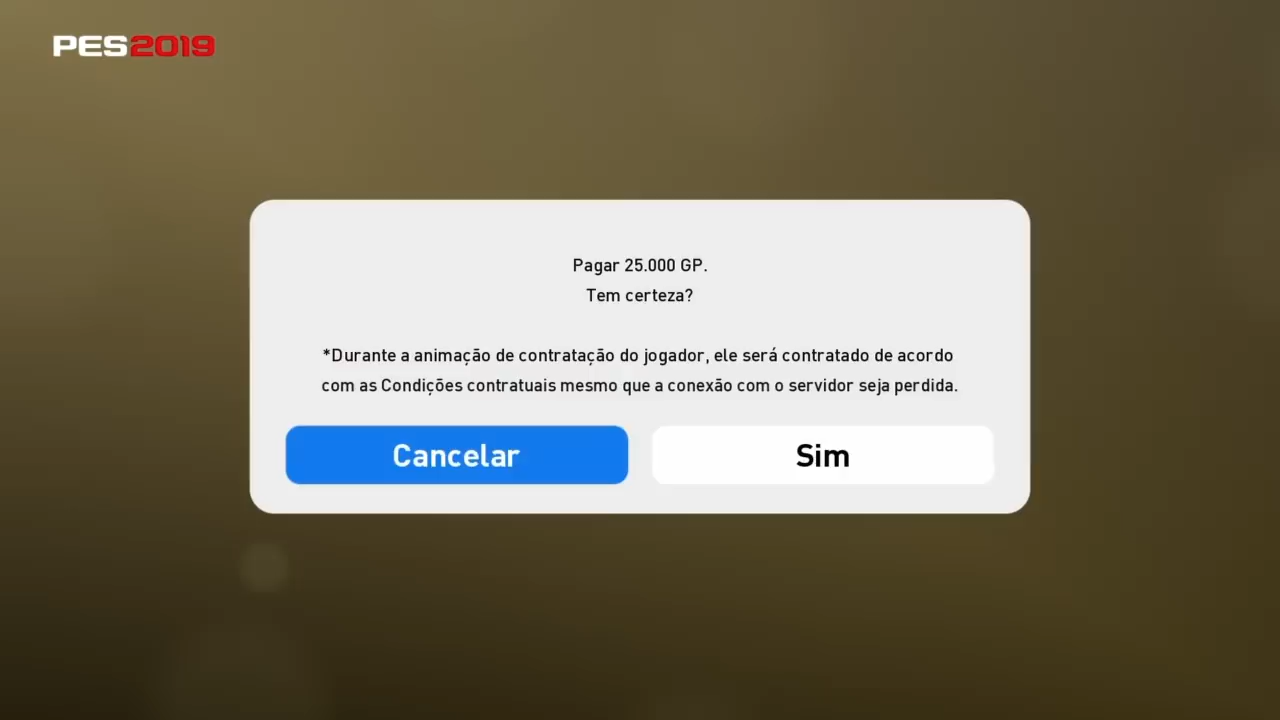 PES2019
Pagar 25.000 GP.
Tem certeza?
*Durante a animação de contratação do jogador, ele será contratado de acordo
com as Condições contratuais mesmo que a conexão com o servidor seja perdida.
Cancelar
Sim